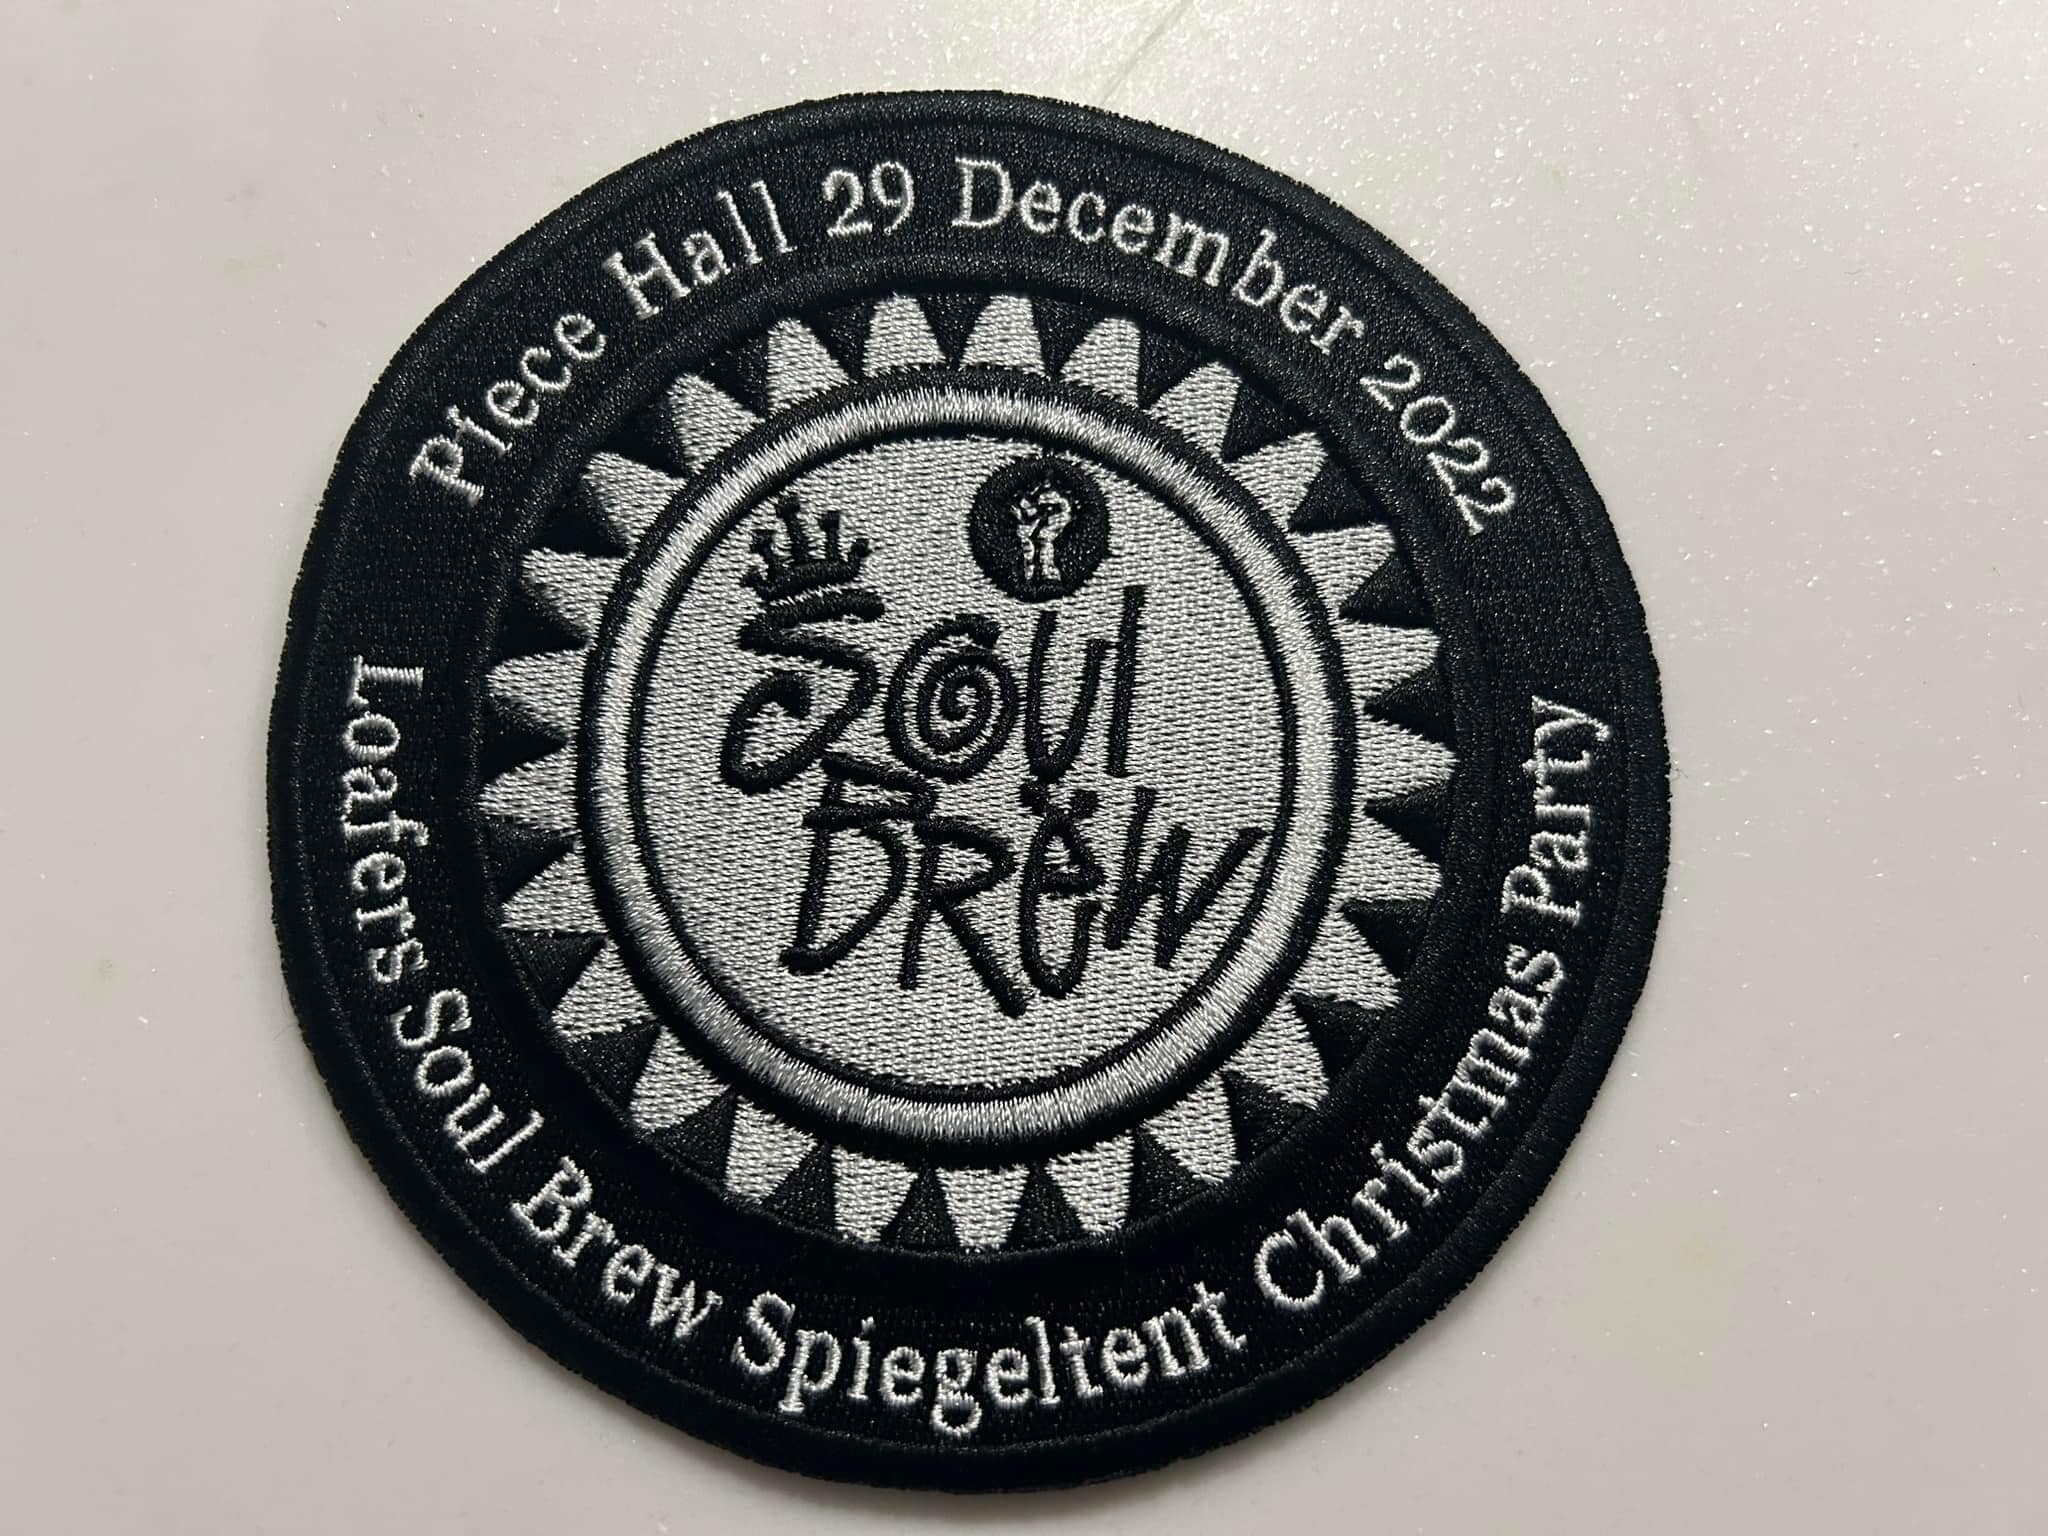 Piece Hall 29 December 2022
Soul
Brew
Loafers Soul Brew Spiegeltent Christmas Party